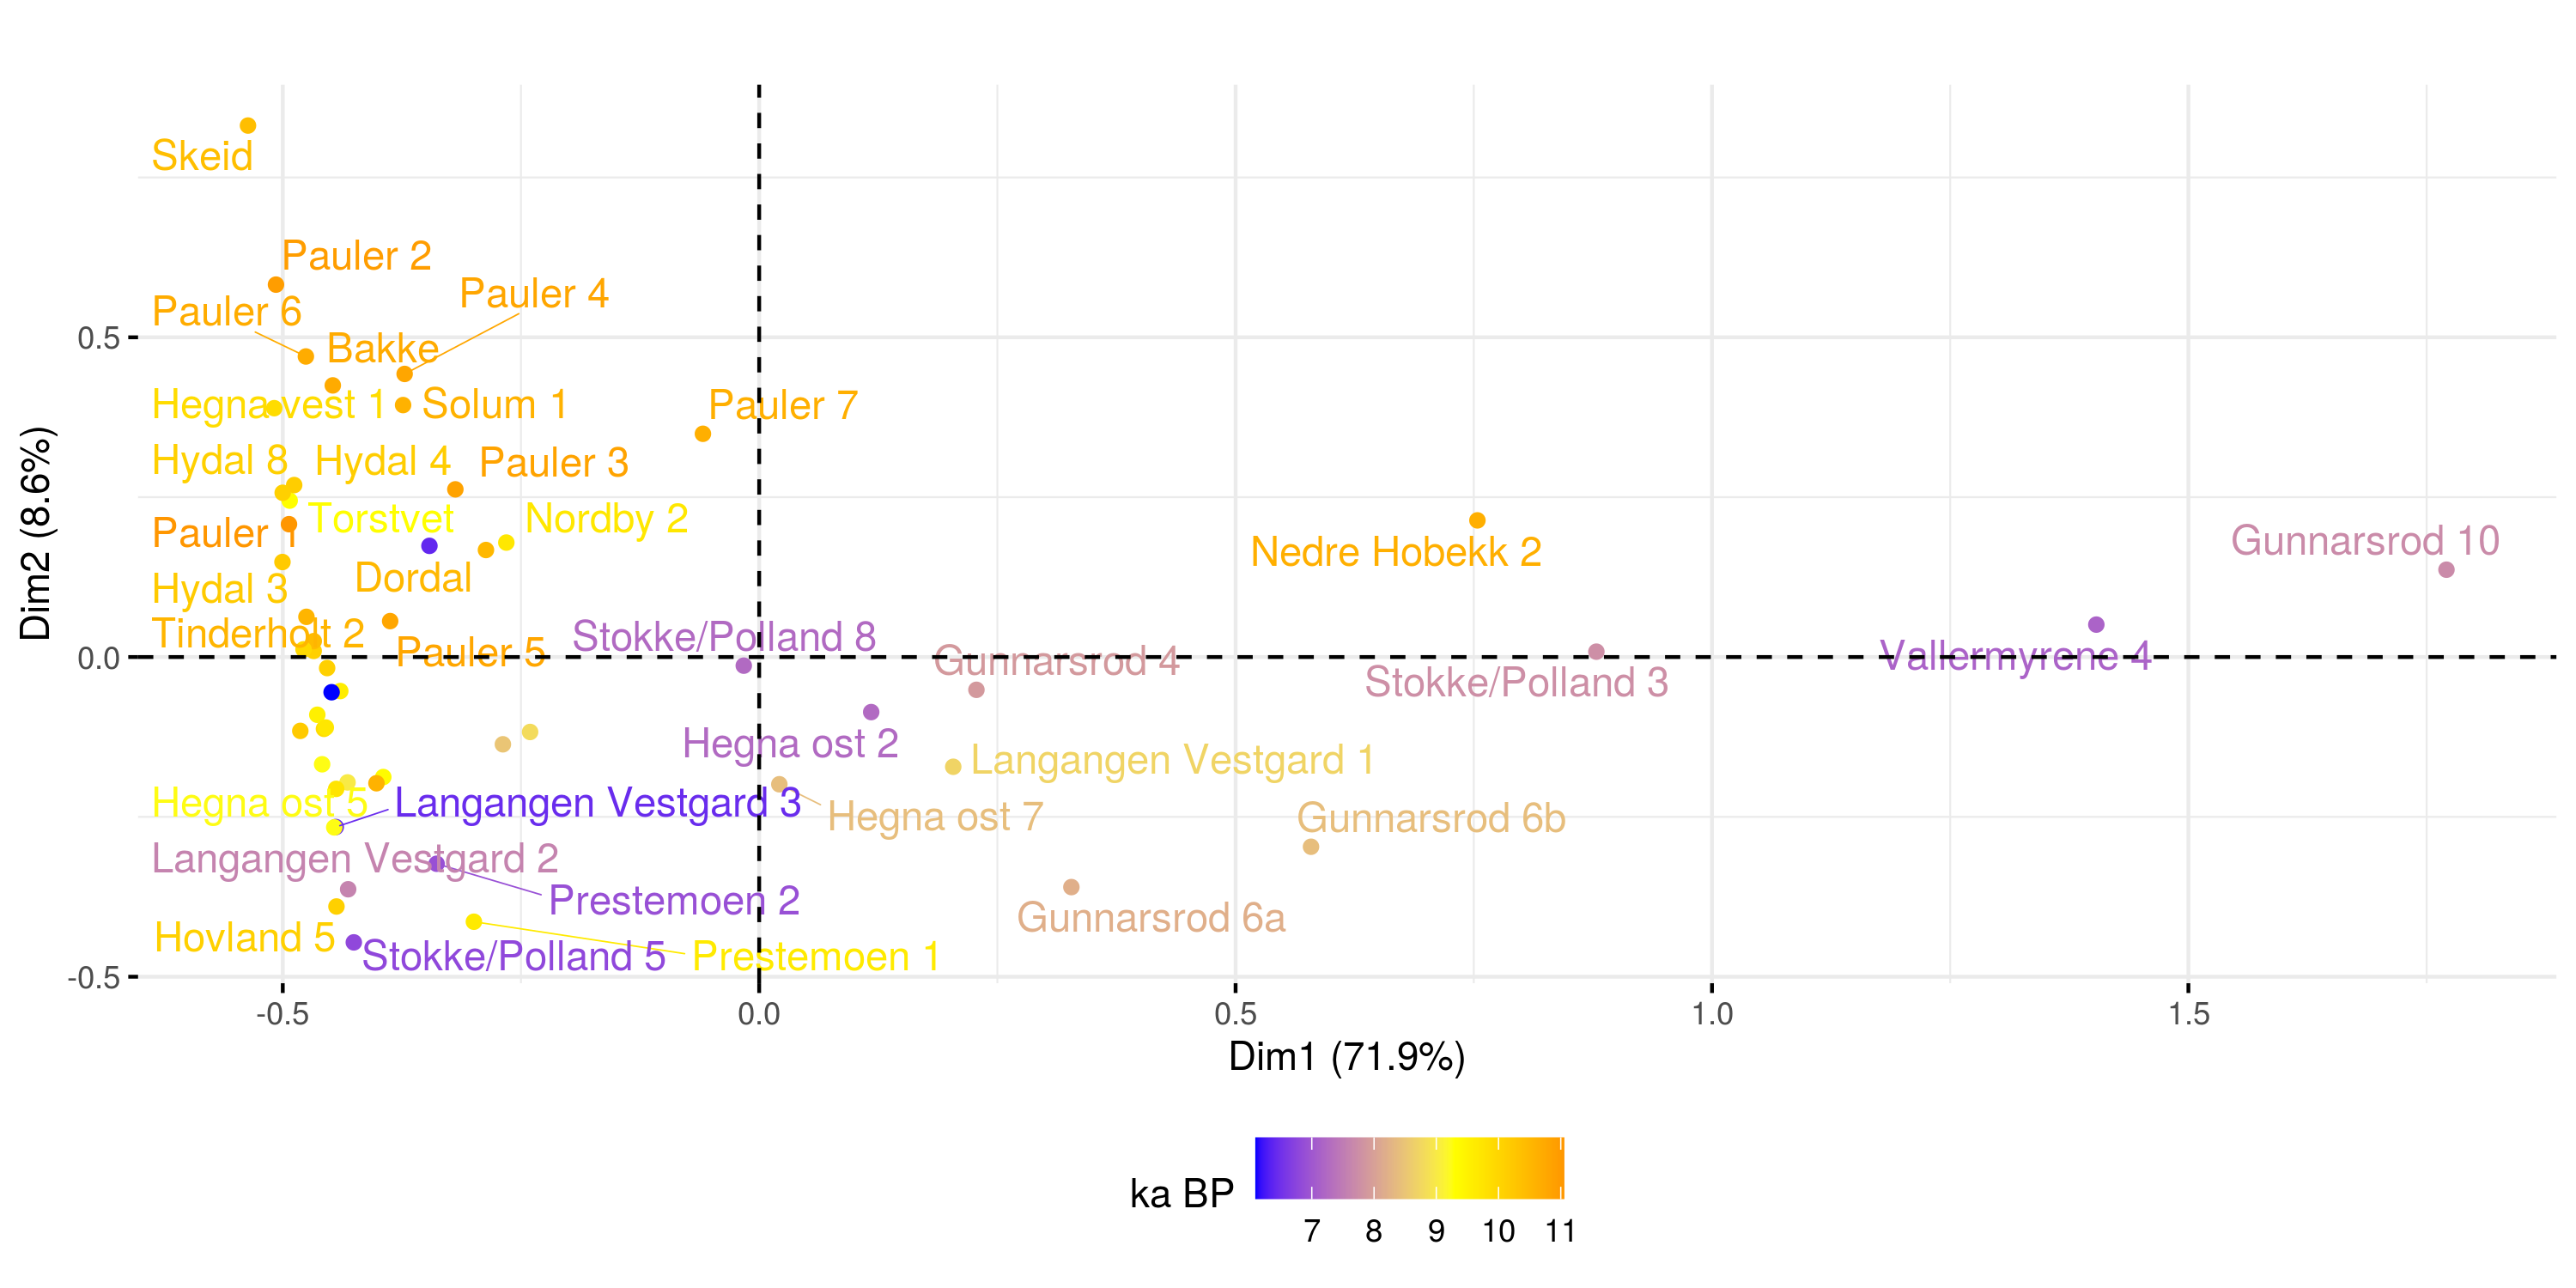 Skeid
Pauler 2
Pauler 4
Pauler 6
0.5
Bakke
Hegna vest 1
Solum 1
Pauler 7
Hydal 8
Hydal 4
Pauler 3
Torstvet
Nordby 2
Pauler 1
Nedre Hobekk 2
Gunnarsrod 10
Dordal
Hydal 3
Tinderholt 2
Pauler 5
Stokke/Polland 8
0.0
Gunnarsrod 4
Stokke/Polland 3
Vallermyrene 4
Hegna ost 2
Langangen Vestgard 1
Hegna ost 5
Langangen Vestgard 3
Hegna ost 7
Gunnarsrod 6b
Langangen Vestgard 2
Prestemoen 2
Gunnarsrod 6a
Hovland 5
Stokke/Polland 5
Prestemoen 1
-0.5
Dim2 (8.6%)
-0.5 0.0 0.5 1.0 1.5
Dim1 (71.9%)
ka BP
7 8 9 10 11